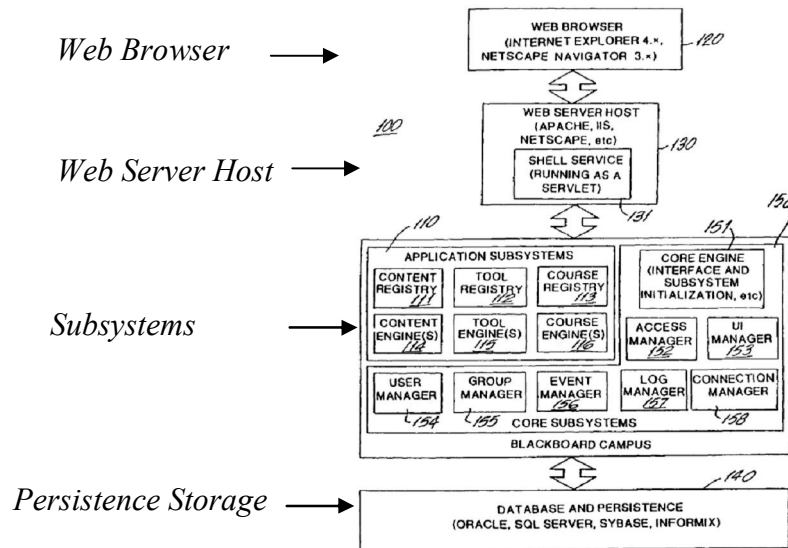 Web Browser
WEB BROWSER
(INTERNET EXPLORER 4.x,
NETSCAPE NAVIGATOR 3.x)
120
100
Web Server Host
WEB SERVER HOST
(APACHE, IIS,
NETSCAPE, etc)
130
SHELL SERVICE
(RUNNING AS A
SERVLET)
131
Subsystems
110
APPLICATION SUBSYSTEMS
CONTENT
REGISTRY
111
TOOL
REGISTRY
112
COURSE
REGISTRY
113
CONTENT
ENGINE(S)
114
TOOL
ENGINE(S)
115
COURSE
ENGINE(S)
116
151
CORE ENGINE
(INTERFACE AND
SUBSYSTEM
INITIALIZATION, etc)
ACCESS
MANAGER
152
UI
MANAGER
153
USER
MANAGER
154
GROUP
MANAGER
155
EVENT
MANAGER
156
LOG
MANAGER
157
CONNECTION
MANAGER
158
CORE SUBSYSTEMS
BLACKBOARD CAMPUS
Persistence Storage
140
DATABASE AND PERSISTENCE
(ORACLE, SQL SERVER, SYBASE, INFORMIX)